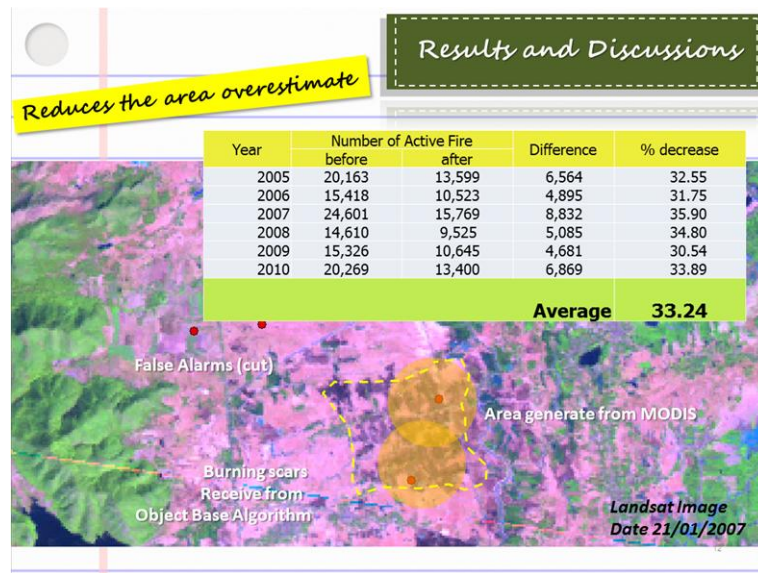 Results and Discussions
Reduces the area overestimate
Year Number of Active Fire Difference % decrease
before after
2005 20,163 13,599 6,564 32.55
2006 15,418 10,523 4,895 31.75
2007 24,601 15,769 8,832 35.90
2008 14,610 9,525 5,085 34.80
2009 15,326 10,645 4,681 30.54
2010 20,269 13,400 6,869 33.89
Average 33.24
False Alarms (cut)
Area generate from MODIS
Burning scars
Receive from
Object Base Algorithm
Landsat Image
Date 21/01/2007
12